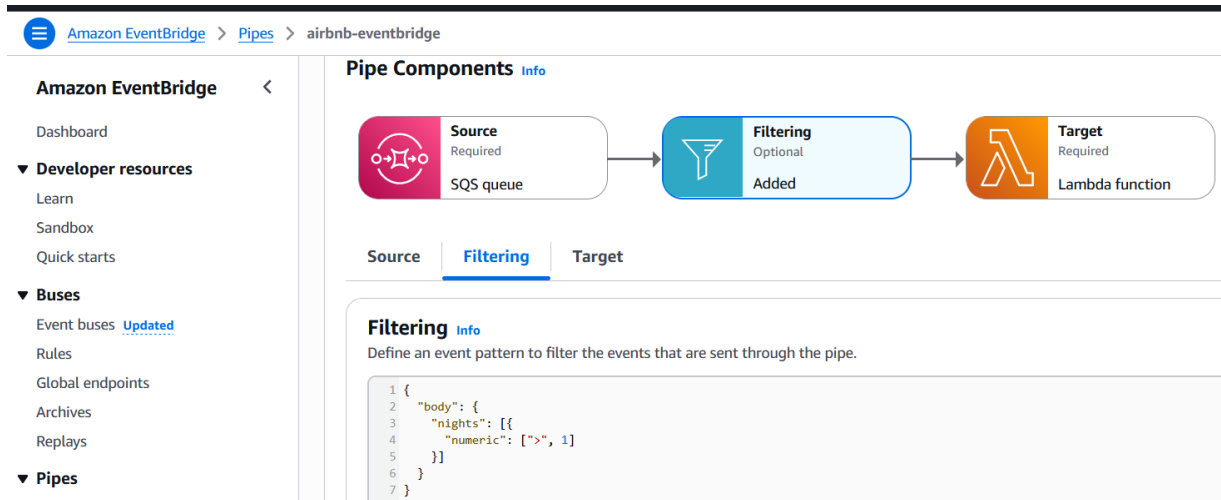 Amazon EventBridge > Pipes > airbnb-eventbridge
Amazon EventBridge
Dashboard
Developer resources
Learn
Sandbox
Quick starts
Buses
Event buses Updated
Rules
Global endpoints
Archives
Replays
Pipes
Pipe Components Info
Source
Required
SQS queue
Filtering
Optional
Added
Target
Required
Lambda function
Source Filtering Target
Filtering Info
Define an event pattern to filter the events that are sent through the pipe.
1 {
2 "body": {
3 "nights": [{
4 "numeric": [">", 1]
5 }]
6 }
7 }